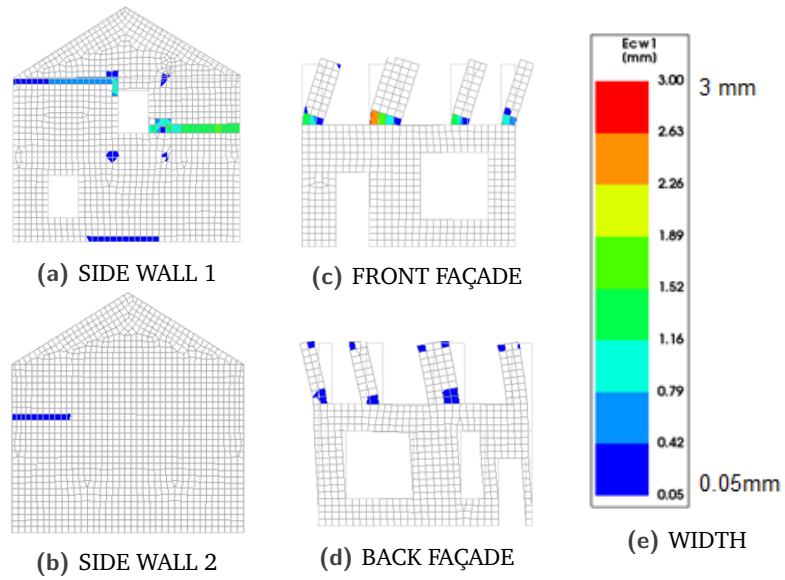 Ecw1
(mm)
3.00
3 mm
2.63
2.26
1.89
1.52
1.16
0.79
0.42
0.05
0.05mm
(a) SIDE WALL 1
(c) FRONT FAÇADE
(b) SIDE WALL 2
(d) BACK FAÇADE
(e) WIDTH